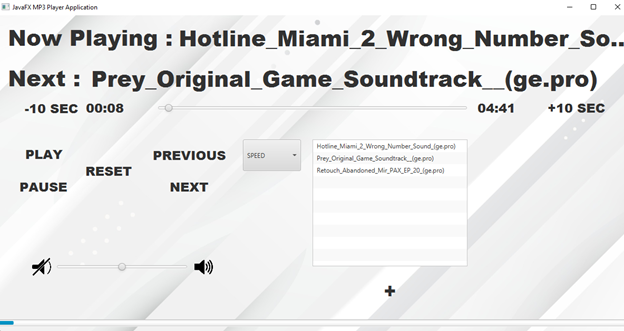 JavaFX MP3 Player Application
Now Playing : Hotline_Miami_2_Wrong_Number_So..
Next : Prey_Original_Game_Soundtrack__(ge.pro)
-10 SEC 00:08 04:41 +10 SEC
PLAY
PAUSE
RESET
PREVIOUS
NEXT
SPEED
Hotline_Miami_2_Wrong_Number_Sound_(ge.pro)
Prey_Original_Game_Soundtrack__(ge.pro)
Retouch_Abandoned_Mir_PAX_EP_20_(ge.pro)
+